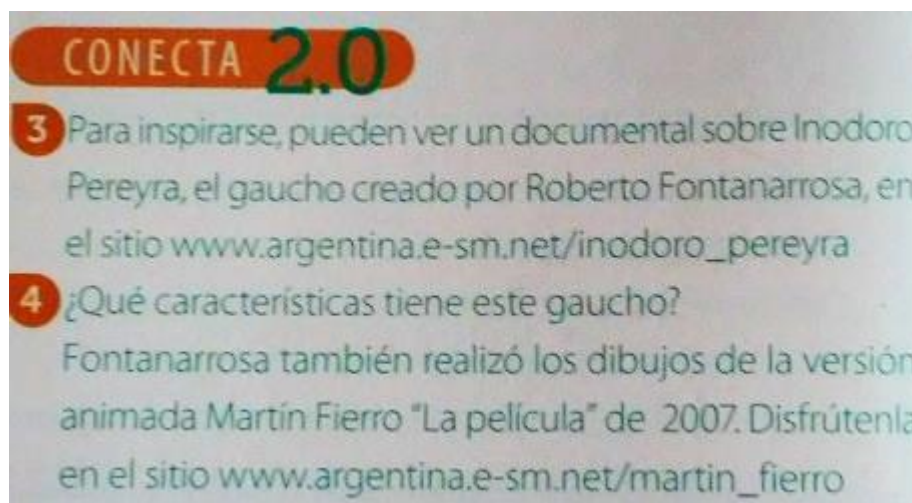 CONECTA 2.0
3 Para inspirarse, pueden ver un documental sobre Inodoro
Pereyra, el gaucho creado por Roberto Fontanarrosa, en
el sitio www.argentina.e-sm.net/inodoro_pereyra
4 ¿Qué características tiene este gaucho?
Fontanarrosa también realizó los dibujos de la versión
animada Martín Fierro "La película" de 2007. Disfrútenla
en el sitio www.argentina.e-sm.net/martin_fierro